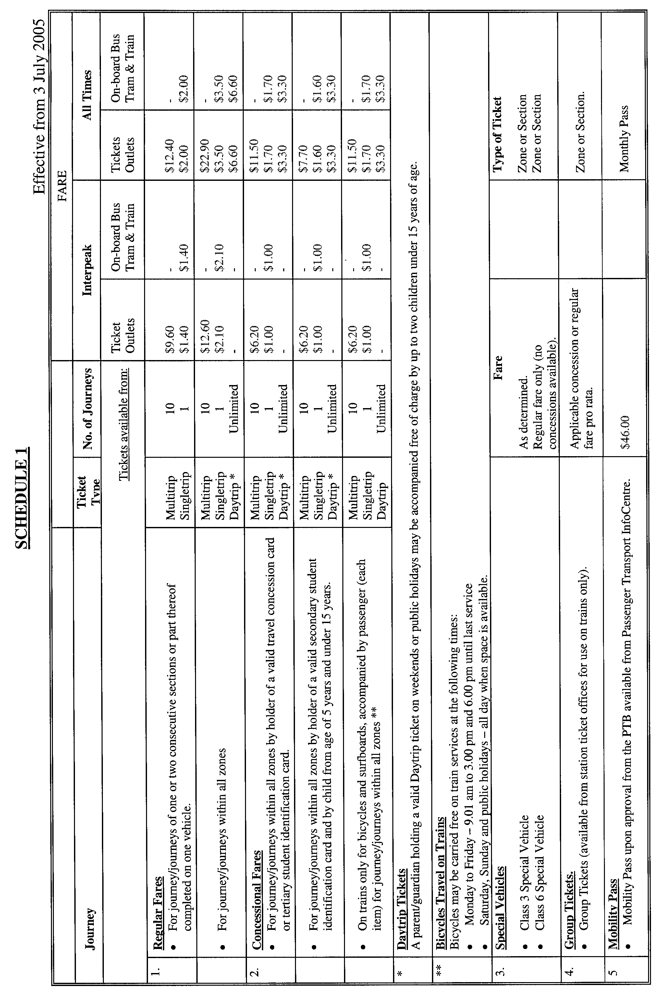 SCHEDULE 1
Effective from 3 July 2005
FARE
Journey Ticket Type No. of Journeys Interpeak All Times
Tickets available from: Ticket Outlets On-board Bus Tram & Train Tickets Outlets On-board Bus Tram & Train
1. Regular Fares
• For journey/journeys of one or two consecutive sections or part thereof Multitrip 10 $9.60 - $12.40 -
completed on one vehicle. Singletrip 1 $1.40 $1.40 $2.00 $2.00
Multitrip 10 $12.60 - $22.90 -
• For journey/journeys within all zones Singletrip 1 $2.10 $2.10 $3.50 $3.50
Daytrip * Unlimited - - $6.60 $6.60
2. Concessional Fares Multitrip 10 $6.20 - $11.50 -
• For journey/journeys within all zones by holder of a valid travel concession card Singletrip 1 $1.00 $1.00 $1.70 $1.70
or tertiary student identification card. Daytrip * Unlimited - - $3.30 $3.30
Multitrip 10 $6.20 - $7.70 -
• For journey/journeys within all zones by holder of a valid secondary student Singletrip 1 $1.00 $1.00 $1.60 $1.60
identification card and by child from age of 5 years and under 15 years. Daytrip * Unlimited - - $3.30 $3.30
Multitrip 10 $6.20 - $11.50 -
• On trains only for bicycles and surfboards, accompanied by passenger (each Singletrip 1 $1.00 $1.00 $1.70 $1.70
item) for journey/journeys within all zones ** Daytrip Unlimited - - $3.30 $3.30
* Daytrip Tickets
A parent/guardian holding a valid Daytrip ticket on weekends or public holidays may be accompanied free of charge by up to two children under 15 years of age.
** Bicycles Travel on Trains
Bicycles may be carried free on train services at the following times:
• Monday to Friday – 9.01 am to 3.00 pm and 6.00 pm until last service
• Saturday, Sunday and public holidays – all day when space is available.
3. Special Vehicles Fare Type of Ticket
• Class 3 Special Vehicle As determined. Zone or Section
• Class 6 Special Vehicle Regular fare only (no Zone or Section
concessions available).
4. Group Tickets.
• Group Tickets (available from station ticket offices for use on trains only). Applicable concession or regular Zone or Section.
fare pro rata.
5 Mobility Pass
• Mobility Pass upon approval from the PTB available from Passenger Transport InfoCentre. $46.00 Monthly Pass